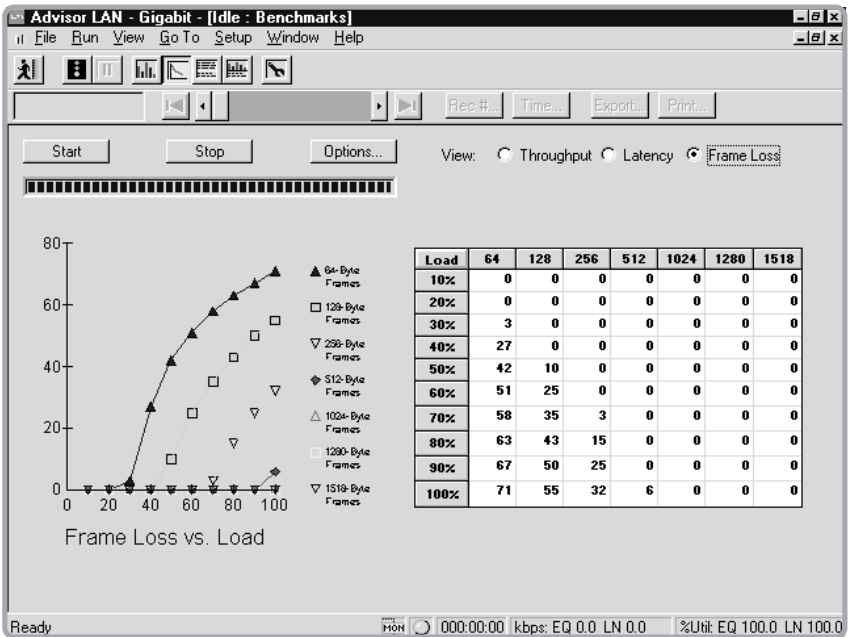 Advisor LAN - Gigabit - [Idle : Benchmarks]
File Run View Go To Setup Window Help
Rec #... Time... Export... Print...
Start Stop Options... View: Throughput Latency Frame Loss
80
60
40
20
0
0 20 40 60 80 100
Frame Loss vs. Load
64-Byte
Frames
128-Byte
Frames
256-Byte
Frames
512-Byte
Frames
1024-Byte
Frames
1280-Byte
Frames
1518-Byte
Frames
Load 64 128 256 512 1024 1280 1518
10% 0 0 0 0 0 0 0
20% 0 0 0 0 0 0 0
30% 3 0 0 0 0 0 0
40% 27 0 0 0 0 0 0
50% 42 10 0 0 0 0 0
60% 51 25 0 0 0 0 0
70% 58 35 3 0 0 0 0
80% 63 43 15 0 0 0 0
90% 67 50 25 0 0 0 0
100% 71 55 32 6 0 0 0
Ready MON 000:00:00 kbps: EQ 0.0 LN 0.0 %Util: EQ 100.0 LN 100.0